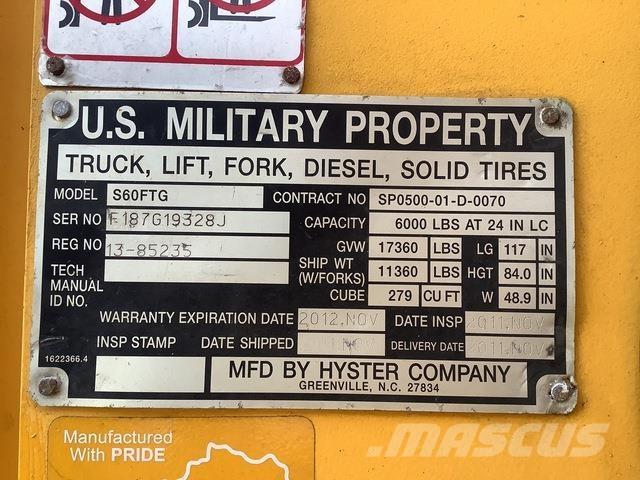 U.S. MILITARY PROPERTY
TRUCK, LIFT, FORK, DIESEL, SOLID TIRES
MODEL S60FTG CONTRACT NO SP0500-01-D-0070
SER NO F187G19328J CAPACITY 6000 LBS AT 24 IN LC
REG NO 13-85235 GVW 17360 LBS LG 117 IN
TECH MANUAL ID NO. SHIP WT (W/FORKS) 11360 LBS HGT 84.0 IN
CUBE 279 CU FT W 48.9 IN
WARRANTY EXPIRATION DATE 2012.NOV DATE INSP 2011.NOV
INSP STAMP DATE SHIPPED 2011.NOV DELIVERY DATE 2011.NOV
1622366.4
MFD BY HYSTER COMPANY
GREENVILLE, N.C. 27834
Manufactured
With PRIDE
MASCUS